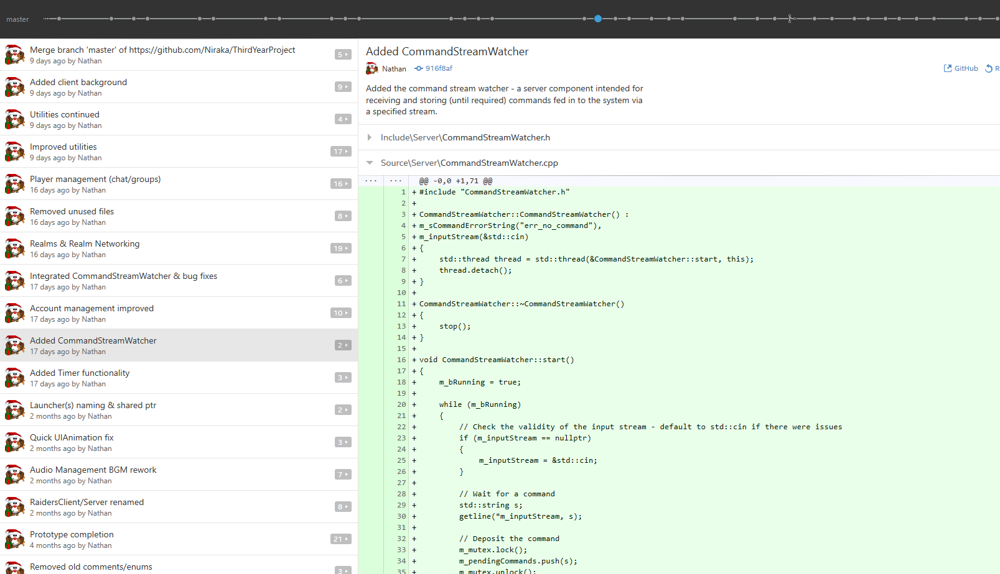 master
Merge branch 'master' of https://github.com/Niraka/ThirdYearProject
9 days ago by Nathan
5
Added client background
9 days ago by Nathan
9
Utilities continued
9 days ago by Nathan
4
Improved utilities
9 days ago by Nathan
17
Player management (chat/groups)
16 days ago by Nathan
16
Removed unused files
16 days ago by Nathan
8
Realms & Realm Networking
16 days ago by Nathan
19
Integrated CommandStreamWatcher & bug fixes
17 days ago by Nathan
6
Account management improved
17 days ago by Nathan
10
Added CommandStreamWatcher
17 days ago by Nathan
2
Added Timer functionality
17 days ago by Nathan
3
Launcher(s) naming & shared ptr
2 months ago by Nathan
2
Quick UIAnimation fix
2 months ago by Nathan
3
Audio Management BGM rework
2 months ago by Nathan
7
RaidersClient/Server renamed
2 months ago by Nathan
8
Prototype completion
4 months ago by Nathan
21
Removed old comments/enums
3
Added CommandStreamWatcher
Nathan 916f8af
GitHub R
Added the command stream watcher - a server component intended for
receiving and storing (until required) commands fed in to the system via
a specified stream.
Include\Server\CommandStreamWatcher.h
Source\Server\CommandStreamWatcher.cpp
... ... @@ -0,0 +1,71 @@
1 + #include "CommandStreamWatcher.h"
2 +
3 + CommandStreamWatcher::CommandStreamWatcher() :
4 + m_sCommandErrorString("err_no_command"),
5 + m_inputStream(&std::cin)
6 + {
7 + std::thread thread = std::thread(&CommandStreamWatcher::start, this);
8 + thread.detach();
9 + }
10 +
11 + CommandStreamWatcher::~CommandStreamWatcher()
12 + {
13 + stop();
14 + }
15 +
16 + void CommandStreamWatcher::start()
17 + {
18 + m_bRunning = true;
19 +
20 + while (m_bRunning)
21 + {
22 + // Check the validity of the input stream - default to std::cin if there were issues
23 + if (m_inputStream == nullptr)
24 + {
25 + m_inputStream = &std::cin;
26 + }
27 +
28 + // Wait for a command
29 + std::string s;
30 + getline(*m_inputStream, s);
31 +
32 + // Deposit the command
33 + m_mutex.lock();
34 + m_pendingCommands.push(s);
35 + m_mutex.unlock();